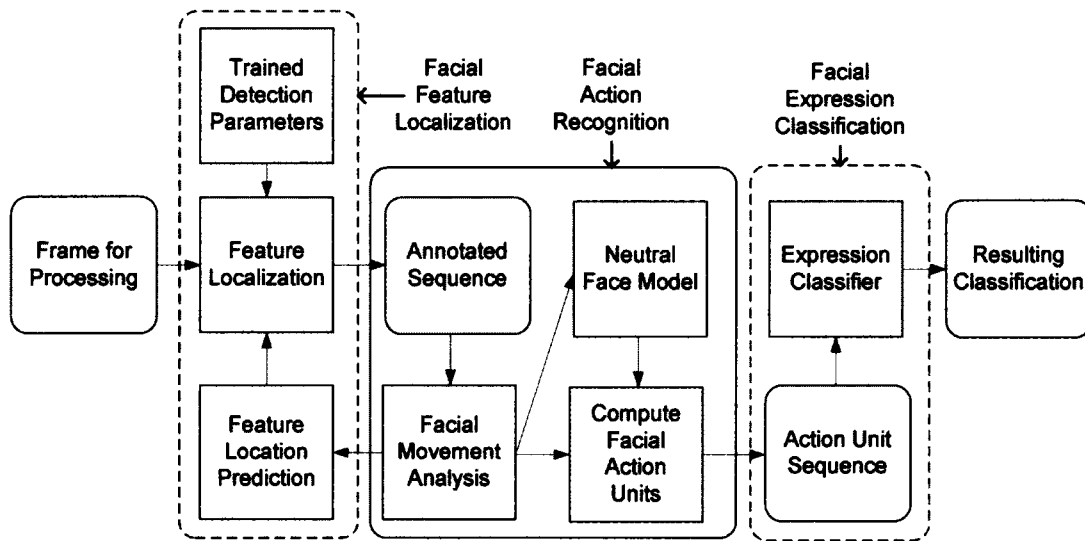 Trained
Detection
Parameters
Facial
Feature
Localization
Facial
Action
Recognition
Facial
Expression
Classification
Frame for
Processing
Feature
Localization
Annotated
Sequence
Neutral
Face Model
Expression
Classifier
Resulting
Classification
Feature
Location
Prediction
Facial
Movement
Analysis
Compute
Facial
Action
Units
Action Unit
Sequence